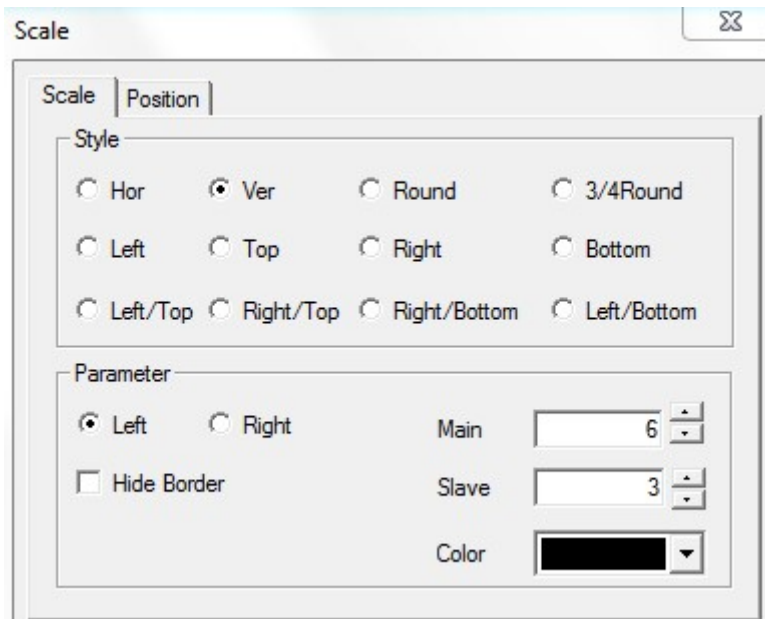 Scale
Scale Position
Style
Hor Ver Round 3/4Round
Left Top Right Bottom
Left/Top Right/Top Right/Bottom Left/Bottom
Parameter
Left Right Main 6
Hide Border Slave 3
Color